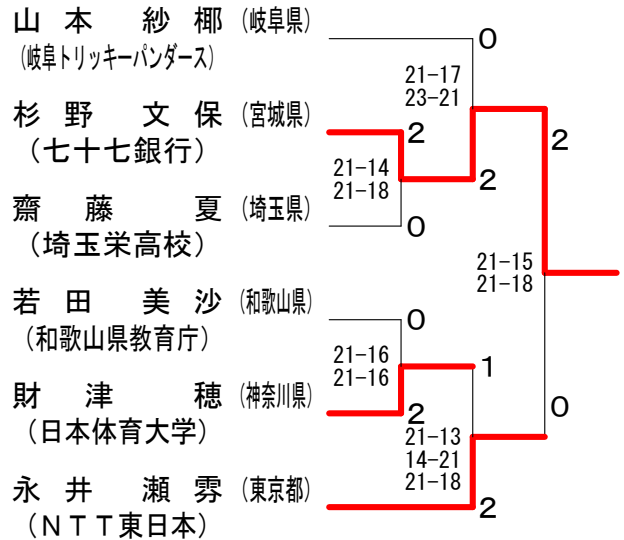 山本 紗椰 (岐阜県)
(岐阜トリッキーパンダース)
0
21-17
23-21
杉野 文保 (宮城県)
(七十七銀行)
2
2
21-14
21-18
2
齋藤 夏 (埼玉県)
(埼玉栄高校)
0
21-15
21-18
若田 美沙 (和歌山県)
(和歌山県教育庁)
0
21-16
21-16
1
財津 穂 (神奈川県)
(日本体育大学)
2
0
21-13
14-21
21-18
永井 瀬雰 (東京都)
(NTT東日本)
2